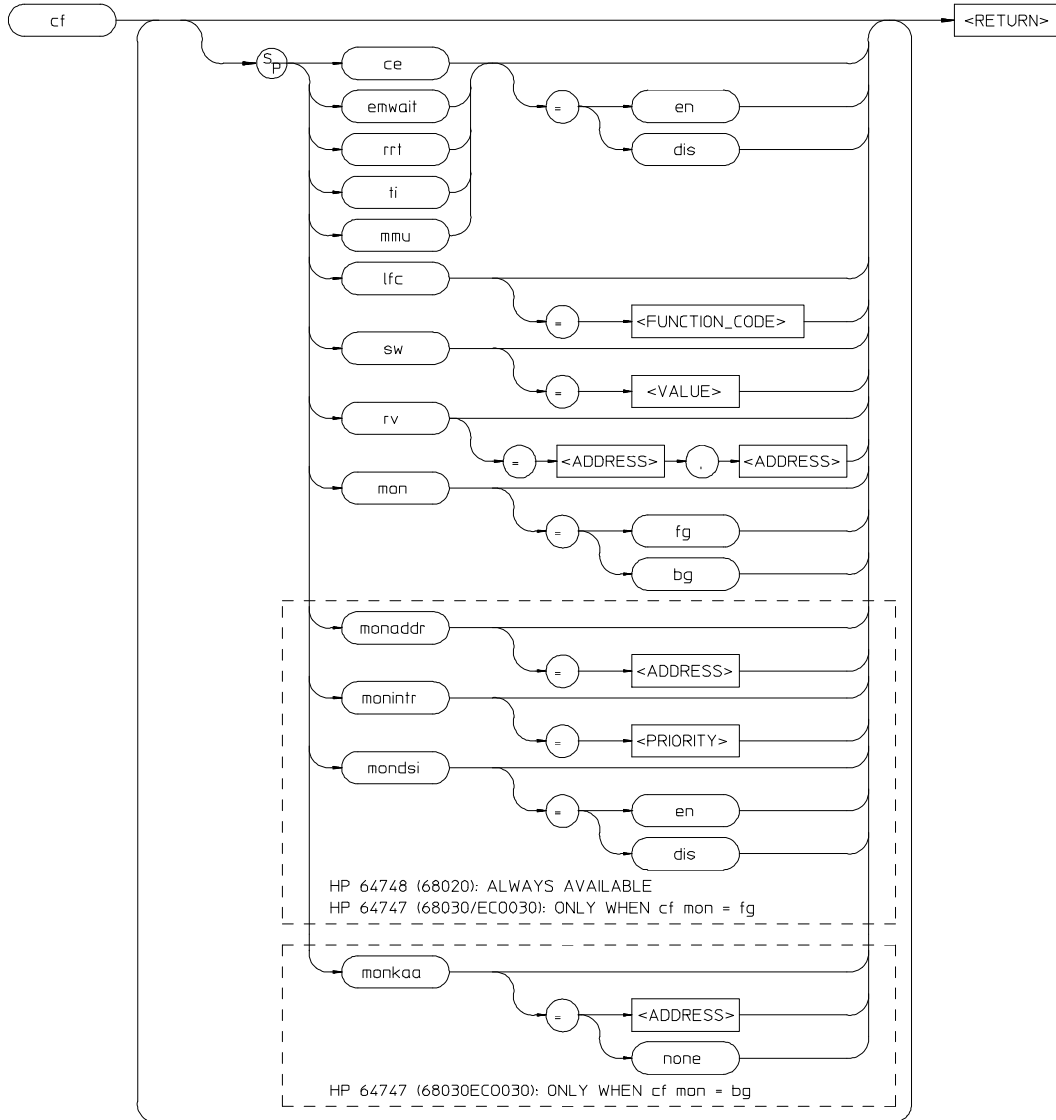 cf
<RETURN>
SP
ce
emwait
=
en
rrt
dis
ti
mmu
lfc
=
<FUNCTION_CODE>
sw
=
<VALUE>
rv
=
<ADDRESS>
,
<ADDRESS>
mon
=
fg
bg
monaddr
=
<ADDRESS>
monintr
=
<PRIORITY>
mondsi
=
en
dis
HP 64748 (68020): ALWAYS AVAILABLE
HP 64747 (68030/EC0030): ONLY WHEN cf mon = fg
monkaa
=
<ADDRESS>
none
HP 64747 (68030EC0030): ONLY WHEN cf mon = bg